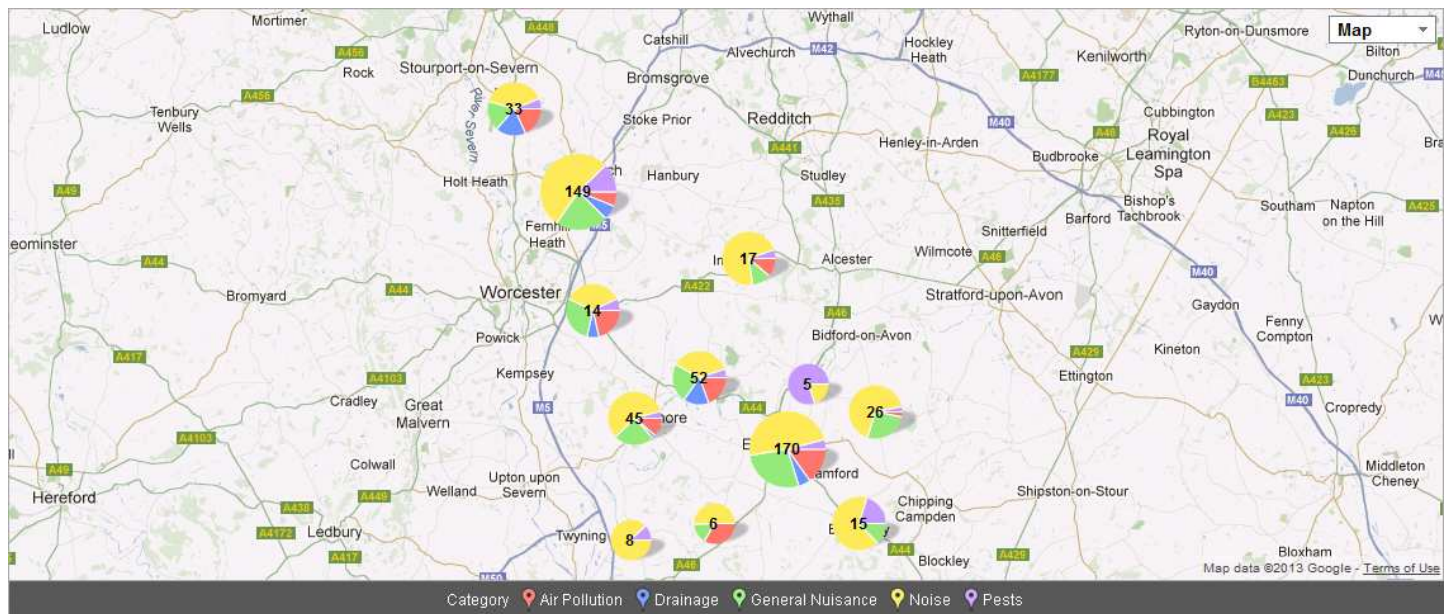 Ludlow
Mortimer
A448
Wythall
Map
Catshill
Alvechurch
M42
Hockley
Heath
Ryton-on-Dunsmore
Kenilworth
Bilton
A456
Rock
Stourport-on-Severn
Bromsgrove
A4177
B4453
Dunchurch
A456
River Severn
33
Tenbury
Wells
Stoke Prior
Redditch
M40
Cubbington
A46
A423
A426
A441
Henley-in-Arden
Royal
Leamington
Spa
Budbrooke
A49
Holt Heath
149
Hanbury
Studley
A435
Barford
Bishop's
Tachbrook
Southam
Napton
on the Hill
A425
Fernhill
Heath
M5
Snitterfield
eominster
A44
17
Alcester
Wilmcote
A46
M40
Bromyard
A44
Worcester
A422
Stratford-upon-Avon
14
A46
Gaydon
Powick
Bidford-on-Avon
Fenny
Compton
A417
Kineton
A429
Kempsey
52
5
Ettington
A4103
A423
Cradley
Great
Malvern
M5
45
A44
26
M40
Cropredy
A4103
170
A49
Colwall
Middleton
Cheney
Hereford
A449
Welland
Upton upon
Severn
Chipping
Campden
Shipston-on-Stour
A438
A4172
Ledbury
A417
Twyning
8
6
15
A44
Blockley
A429
Bloxham
A46
M50
Map data ©2013 Google - Terms of Use
Category Air Pollution Drainage General Nuisance Noise Pests